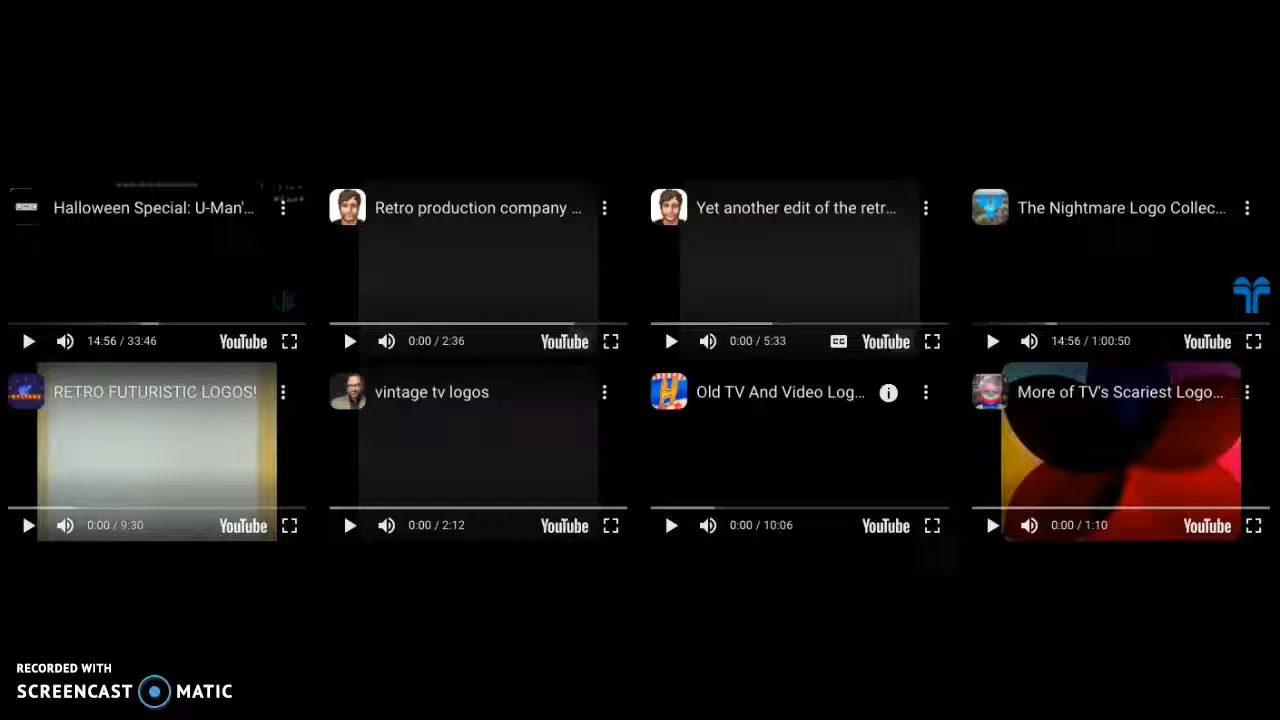 Halloween Special: U-Man'...
Retro production company ...
Yet another edit of the retr...
The Nightmare Logo Collec...
14:56 / 33:46 YouTube
0:00 / 2:36 YouTube
0:00 / 5:33 CC YouTube
14:56 / 1:00:50 YouTube
RETRO FUTURISTIC LOGOS!
vintage tv logos
Old TV And Video Log...
More of TV's Scariest Logo...
0:00 / 9:30 YouTube
0:00 / 2:12 YouTube
0:00 / 10:06 YouTube
0:00 / 1:10 YouTube
RECORDED WITH
SCREENCAST MATIC